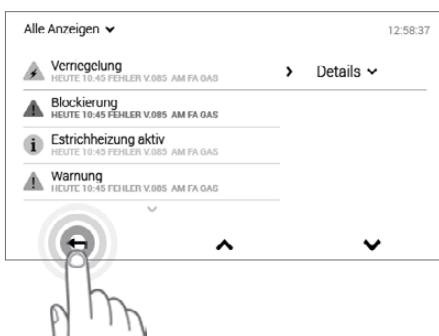 Alle Anzeigen
12:58:37
Verriegelung
HEUTE 10:45 FEHLER V.085 AM FA GAS
Details
Blockierung
HEUTE 10:45 FEHLER V.085 AM FA GAS
Estrichheizung aktiv
HEUTE 10:45 FEHLER V.085 AM FA GAS
Warnung
HEUTE 10:45 FEHLER V.085 AM FA GAS